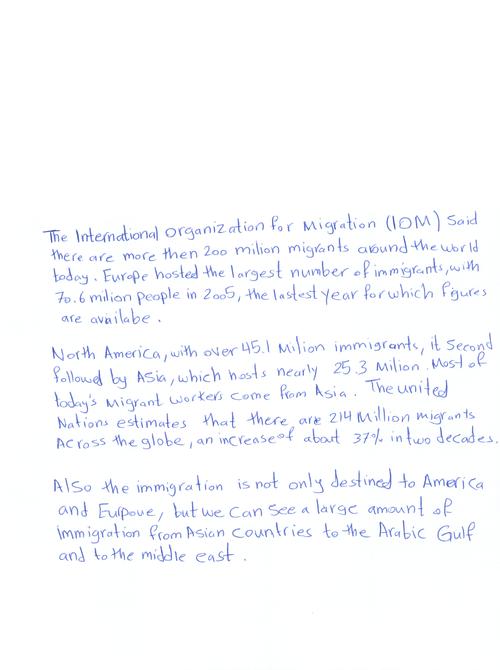 The International organization for Migration (IOM) Said
there are more then 200 milion migrants around the world
today. Europe hosted the largest number of immigrants, with
70.6 milion people in 2005, the lastest year for which figures
are availabe.
North America, with over 45.1 Milion immigrants, it Second
followed by ASia, which hosts nearly 25.3 Milion. Most of
today's Migrant workers come from Asia. The united
Nations estimates that there are 214 Million migrants
Across the globe, an increase of about 37% in two decades.
Also the immigration is not only destined to America
and Eurpoue, but we can see a large amount of
immigration from Asian countries to the Arabic Gulf
and to the middle east.